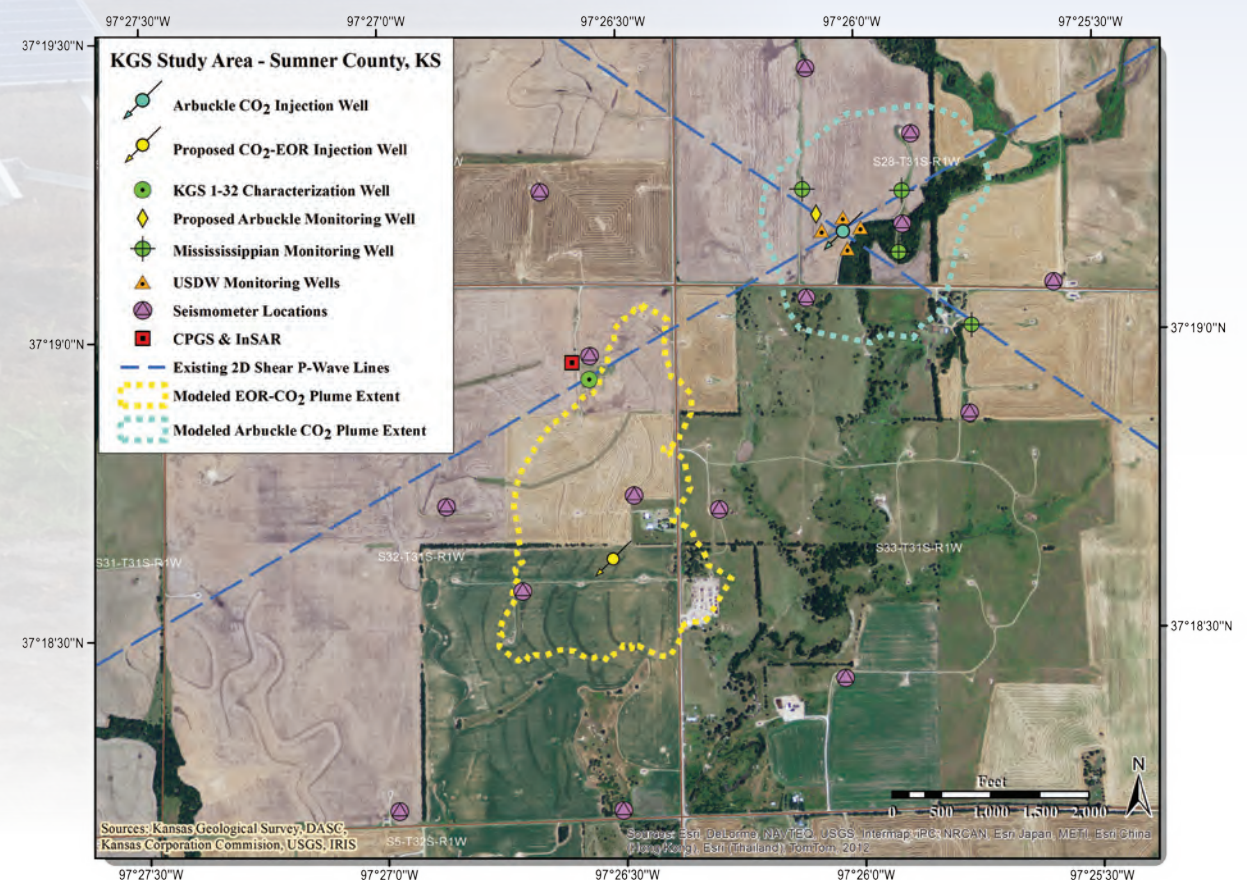 97°27'30"W 97°27'0"W 97°26'30"W 97°26'0"W 97°25'30"W
37°19'30"N
KGS Study Area - Sumner County, KS
Arbuckle CO2 Injection Well
Proposed CO2-EOR Injection Well
KGS 1-32 Characterization Well
Proposed Arbuckle Monitoring Well
Missisissippian Monitoring Well
USDW Monitoring Wells
Seismometer Locations
CPGS & InSAR
Existing 2D Shear P-Wave Lines
Modeled EOR-CO2 Plume Extent
Modeled Arbuckle CO2 Plume Extent
W
S28-T31S-R1W
37°19'0"N 37°19'0"N
S31-T31S-R1W S32-T31S-R1W S33-T31S-R1W
37°18'30"N 37°18'30"N
N
Feet
0 500 1,000 1,500 2,000
Sources: Kansas Geological Survey, DASC,
Kansas Corporation Commision, USGS, IRIS
S5-T32S-R1W
Sources: Esri, DeLorme, NAVTEQ, USGS, Intermap, iPC, NRCAN, Esri Japan, METI, Esri China
(Hong Kong), Esri (Thailand), TomTom, 2012
97°27'30"W 97°27'0"W 97°26'30"W 97°26'0"W 97°25'30"W